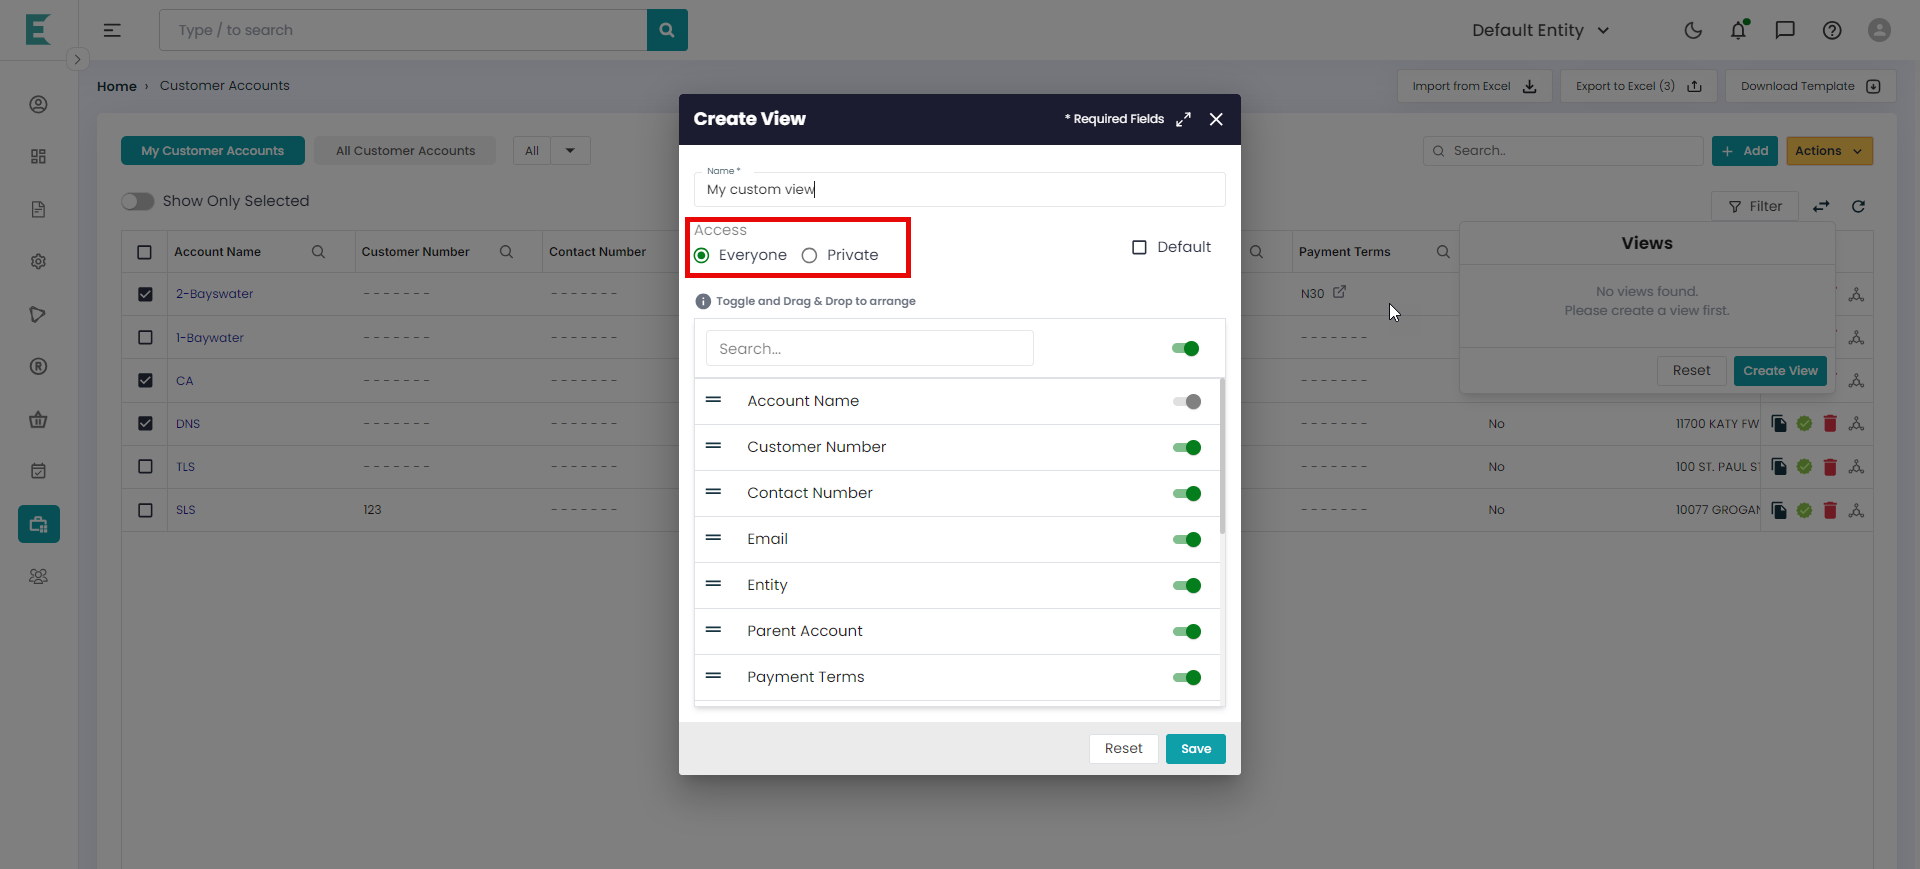 Type / to search
Default Entity
Home › Customer Accounts
Import from Excel
Export to Excel (3)
Download Template
Create View
* Required Fields
My Customer Accounts
All Customer Accounts
All
Search..
+ Add
Actions
Name *
My custom view
Show Only Selected
Filter
Access
Everyone
Private
Default
Views
Account Name
Customer Number
Contact Number
Payment Terms
2-Bayswater
- - - - - - -
- - - - - - -
N30
No views found.
Please create a view first.
Toggle and Drag & Drop to arrange
1-Baywater
- - - - - - -
- - - - - - -
- - - - - - -
Search...
Reset
Create View
CA
- - - - - - -
- - - - - - -
- - - - - - -
Account Name
DNS
- - - - - - -
- - - - - - -
- - - - - - -
No
11700 KATY FW
Customer Number
TLS
- - - - - - -
- - - - - - -
- - - - - - -
No
100 ST. PAUL S
Contact Number
SLS
123
- - - - - - -
- - - - - - -
No
10077 GROGAN
Email
Entity
Parent Account
Payment Terms
Reset
Save